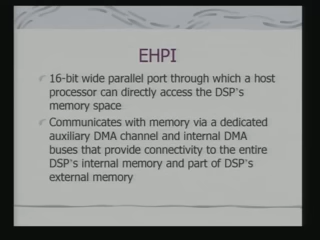 EHPI
16-bit wide parallel port through which a host
processor can directly access the DSP's
memory space
Communicates with memory via a dedicated
auxiliary DMA channel and internal DMA
buses that provide connectivity to the entire
DSP's internal memory and part of DSP's
external memory